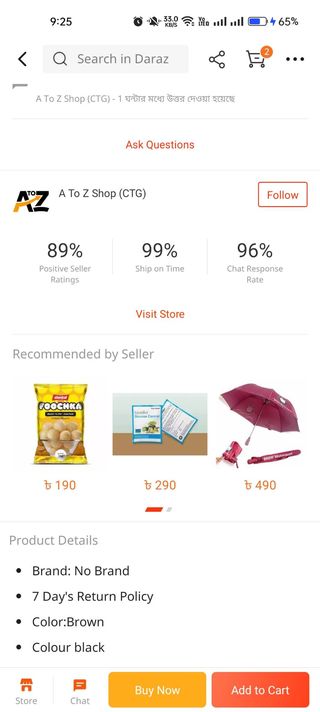 9:25
33.0
KB/S
65%
Search in Daraz
2
A To Z Shop (CTG) - 1 ঘন্টার মধ্যে উত্তর দেওয়া হয়েছে
Ask Questions
A TO Z
A To Z Shop (CTG)
Follow
89%
99%
96%
Positive Seller
Ratings
Ship on Time
Chat Response
Rate
Visit Store
Recommended by Seller
FOOCHKA
৳ 190
৳ 290
৳ 490
Product Details
Brand: No Brand
7 Day's Return Policy
Color:Brown
Colour black
Store
Chat
Buy Now
Add to Cart